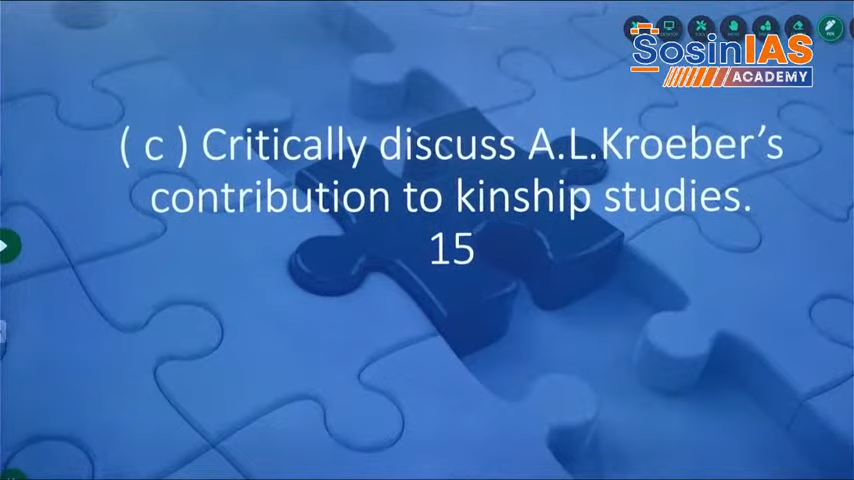 SosinIAS
ACADEMY
( c ) Critically discuss A.L.Kroeber's
contribution to kinship studies.
15